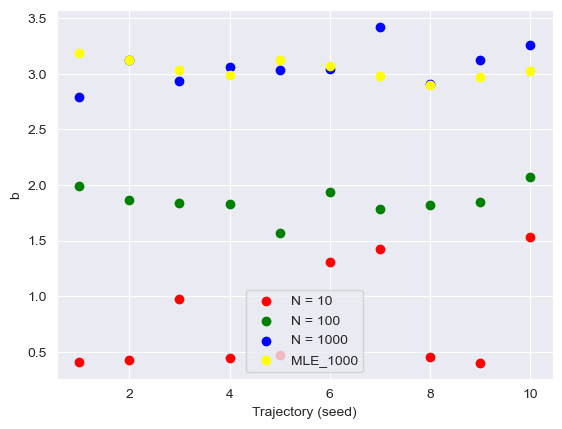 3.5
3.0
2.5
2.0
1.5
1.0
0.5
b
N = 10
N = 100
N = 1000
MLE_1000
2 4 6 8 10
Trajectory (seed)